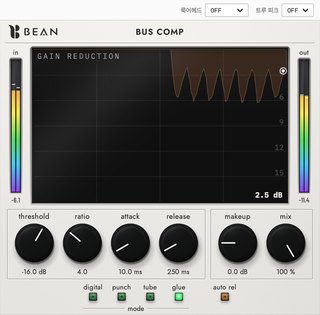 룩어헤드 OFF 트루 피크 OFF
BEAN BUS COMP
in out
GAIN REDUCTION
6
9
12
15
2.5 dB
-8.1 -11.4
threshold ratio attack release makeup mix
-16.0 dB 4.0 10.0 ms 250 ms 0.0 dB 100 %
digital punch tube glue auto rel
mode